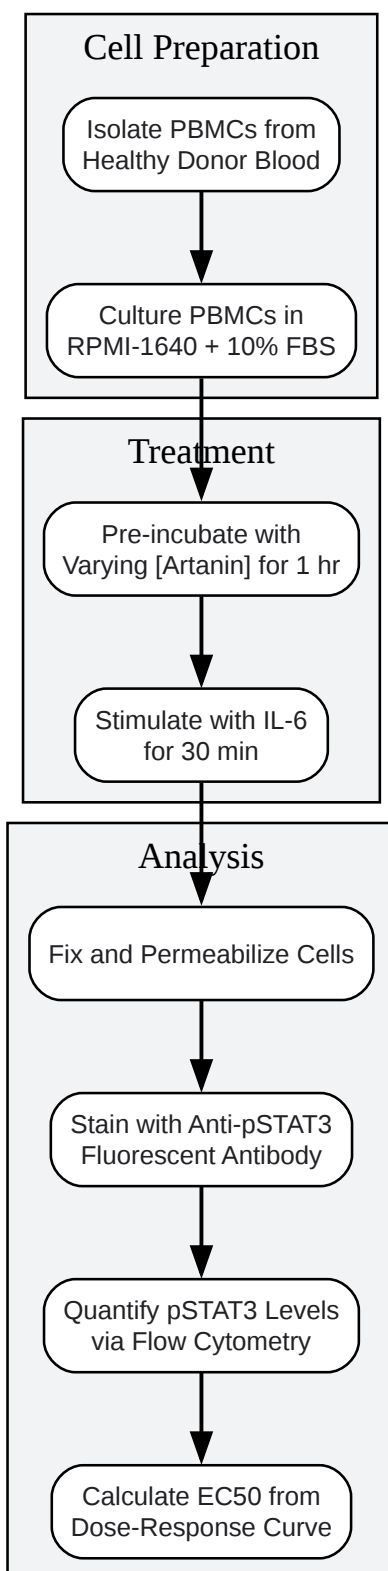 Cell Preparation
Isolate PBMCs from
Healthy Donor Blood
Culture PBMCs in
RPMI-1640 + 10% FBS
Treatment
Pre-incubate with
Varying [Artanin] for 1 hr
Stimulate with IL-6
for 30 min
Analysis
Fix and Permeabilize Cells
Stain with Anti-pSTAT3
Fluorescent Antibody
Quantify pSTAT3 Levels
via Flow Cytometry
Calculate EC50 from
Dose-Response Curve